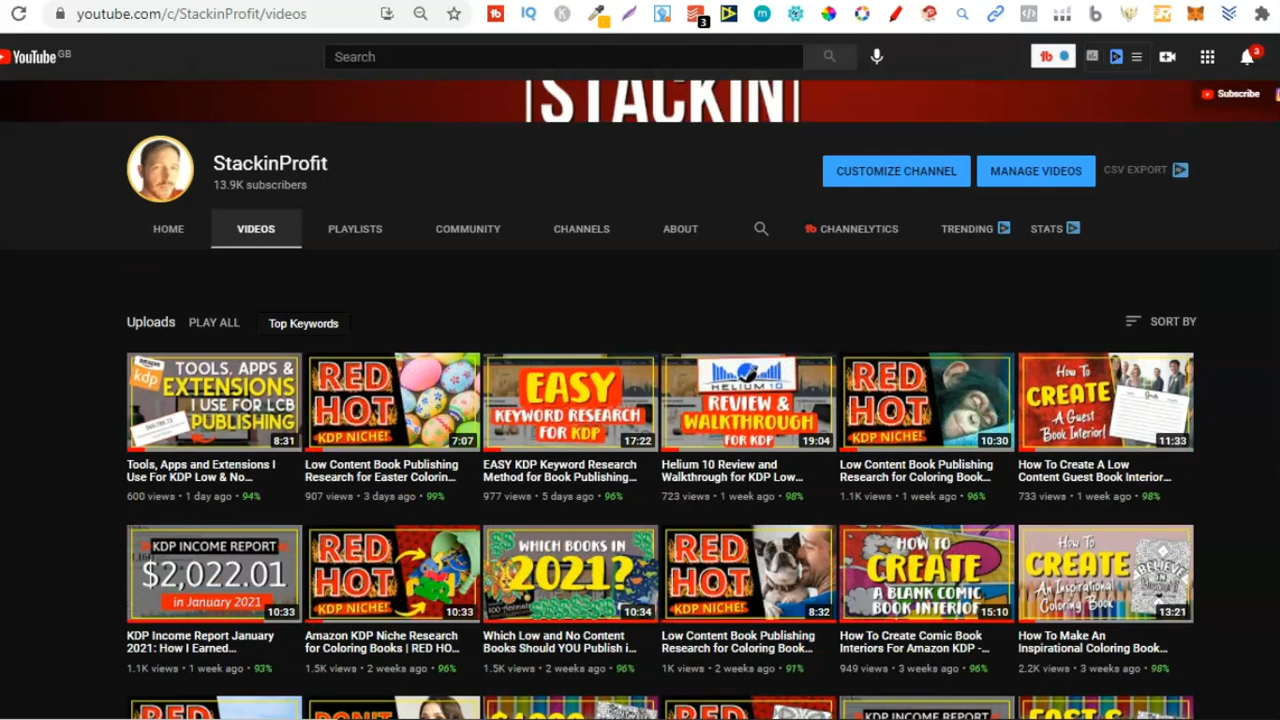 youtube.com/c/StackinProfit/videos
3
YouTube GB
Search
3
|STACKIN|
Subscribe
StackinProfit
13.9K subscribers
CUSTOMIZE CHANNEL
MANAGE VIDEOS
CSV EXPORT
HOME
VIDEOS
PLAYLISTS
COMMUNITY
CHANNELS
ABOUT
CHANNELYTICS
TRENDING
STATS
Uploads
PLAY ALL
Top Keywords
SORT BY
kdp
TOOLS, APPS &
EXTENSIONS
I USE FOR LCB
PUBLISHING
8:31
Tools, Apps and Extensions I
Use For KDP Low & No...
600 views • 1 day ago • 94%
RED
HOT
KDP NICHE!
7:07
Low Content Book Publishing
Research for Easter Colorin...
907 views • 3 days ago • 99%
EASY
KEYWORD RESEARCH
FOR KDP
17:22
EASY KDP Keyword Research
Method for Book Publishing...
977 views • 5 days ago • 96%
HELIUM 10
REVIEW &
WALKTHROUGH
FOR KDP
19:04
Helium 10 Review and
Walkthrough for KDP Low...
723 views • 1 week ago • 98%
RED
HOT
KDP NICHE!
10:30
Low Content Book Publishing
Research for Coloring Book...
1.1K views • 1 week ago • 96%
How To
CREATE
A Guest
Book Interior!
11:33
How To Create A Low
Content Guest Book Interior...
733 views • 1 week ago • 98%
KDP INCOME REPORT
$2,022.01
in January 2021
10:33
KDP Income Report January
2021: How I Earned...
1.1K views • 1 week ago • 93%
RED
HOT
KDP NICHE!
10:33
Amazon KDP Niche Research
for Coloring Books | RED HO...
1.5K views • 2 weeks ago • 96%
WHICH BOOKS IN
2021?
10:34
Which Low and No Content
Books Should YOU Publish i...
1.5K views • 2 weeks ago • 96%
RED
HOT
KDP NICHE!
8:32
Low Content Book Publishing
Research for Coloring Book...
1K views • 2 weeks ago • 91%
HOW TO
CREATE
A BLANK COMIC
BOOK INTERIOR
15:10
How To Create Comic Book
Interiors For Amazon KDP -...
949 views • 3 weeks ago • 96%
How To
CREATE
An Inspirational
Coloring Book
BELIEVE
IN
13:21
How To Make An
Inspirational Coloring Book...
2.2K views • 3 weeks ago • 98%
RED
DON'T
RED
KDP INCOME REPORT